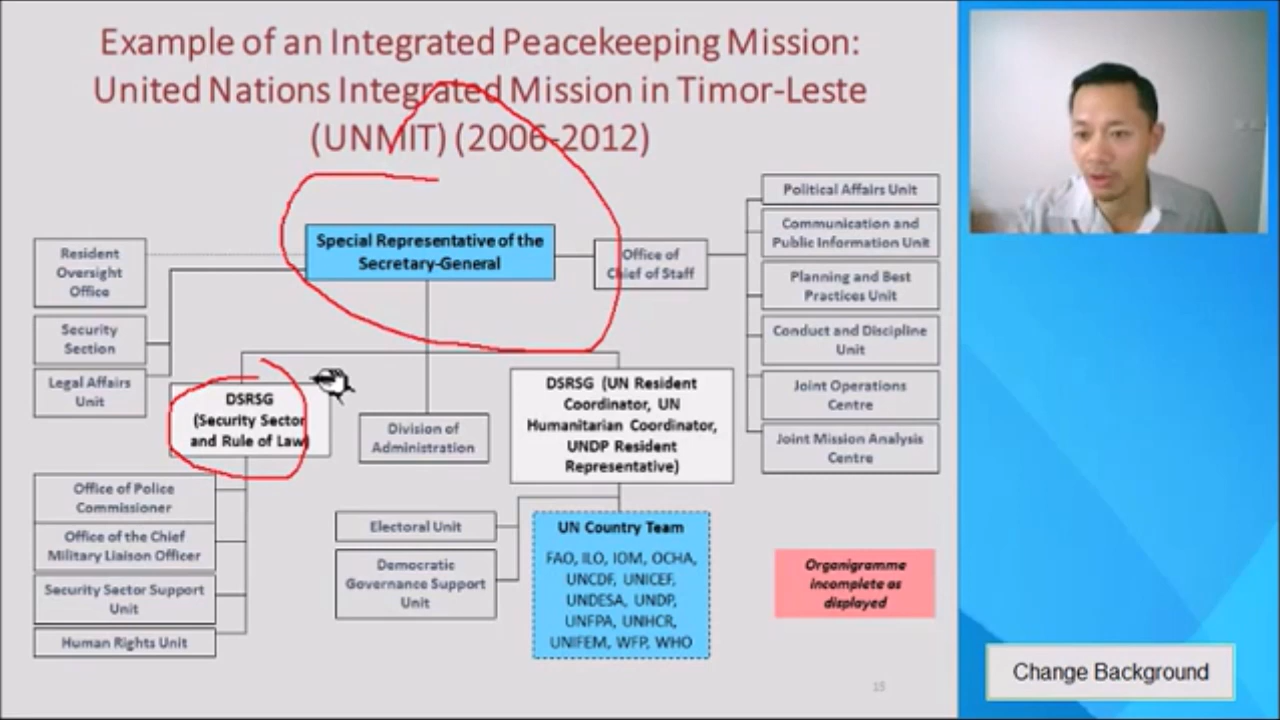 Example of an Integrated Peacekeeping Mission:
United Nations Integrated Mission in Timor-Leste
(UNMIT) (2006-2012)
Special Representative of the
Secretary-General
Resident
Oversight
Office
Security
Section
Legal Affairs
Unit
Office of
Chief of Staff
Political Affairs Unit
Communication and
Public Information Unit
Planning and Best
Practices Unit
Conduct and Discipline
Unit
Joint Operations
Centre
Joint Mission Analysis
Centre
DSRSG
(Security Sector
and Rule of Law)
Division of
Administration
DSRSG (UN Resident
Coordinator, UN
Humanitarian Coordinator,
UNDP Resident
Representative)
Office of Police
Commissioner
Office of the Chief
Military Liaison Officer
Security Sector Support
Unit
Human Rights Unit
Electoral Unit
Democratic
Governance Support
Unit
UN Country Team
FAO, ILO, IOM, OCHA,
UNCDF, UNICEF,
UNDESA, UNDP,
UNFPA, UNHCR,
UNIFEM, WFP, WHO
Organigramme
incomplete as
displayed
15
Change Background